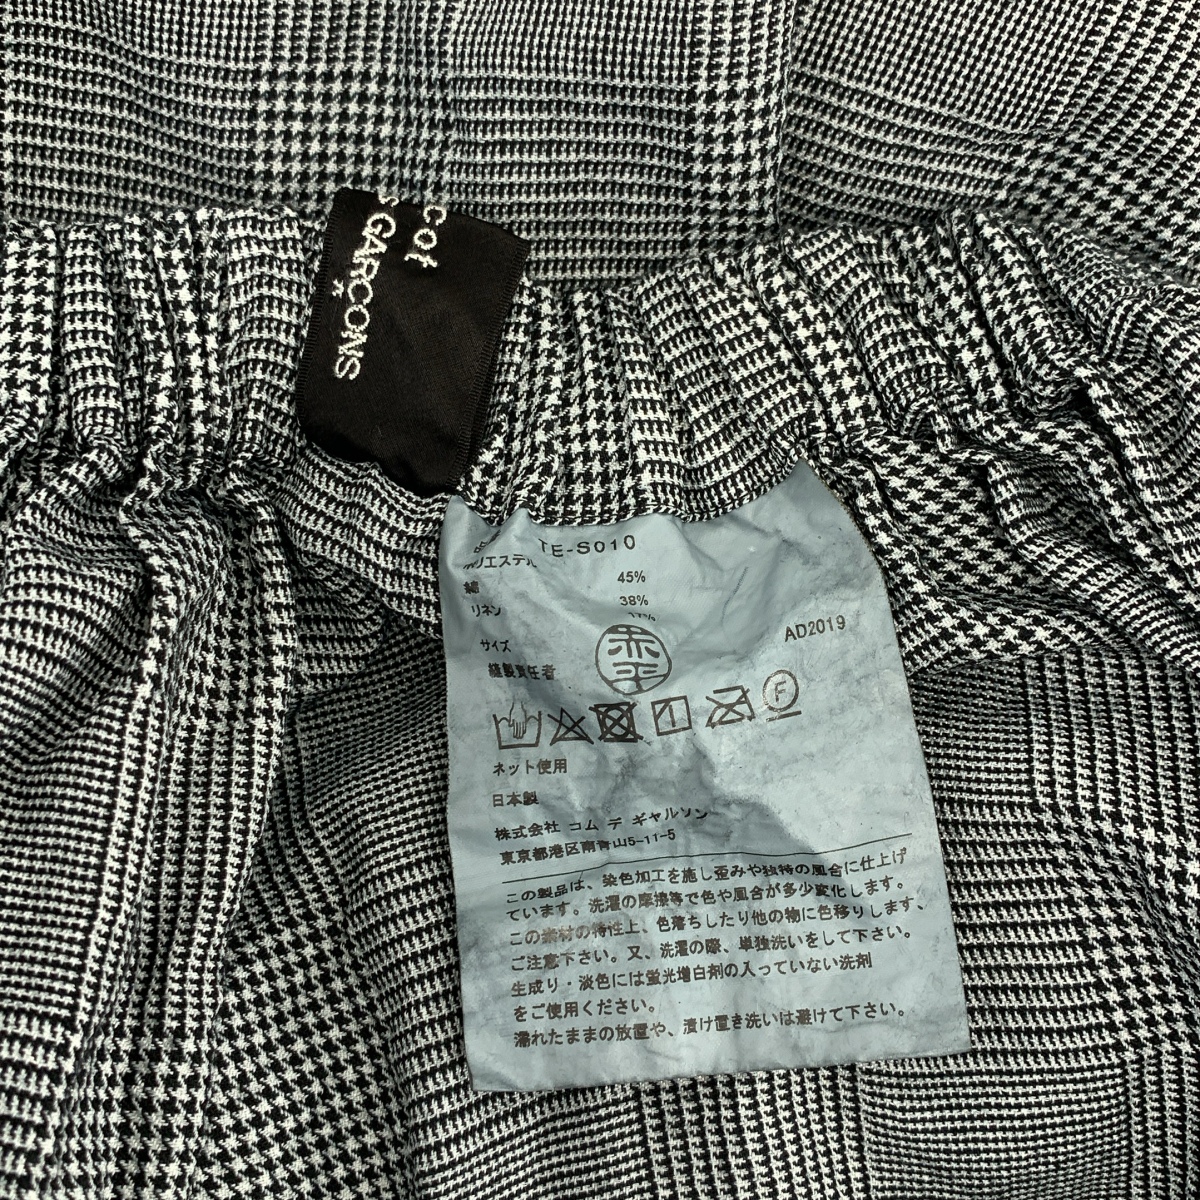 cot
S GARÇONS
TE-S010
ポリエステル 45%
綿 38%
リネン
サイズ
AD2019
縫製責任者
赤平
1
F
ネット使用
日本製
株式会社 コム デ ギャルソン
東京都港区南青山5-11-5
この製品は、染色加工を施し歪みや独特の風合に仕上げ
ています。洗濯の摩擦等で色や風合が多少変化します。
この素材の特性上、色落ちしたり他の物に色移りします、
ご注意下さい。又、洗濯の際、単独洗いをして下さい。
生成り・淡色には蛍光増白剤の入っていない洗剤
をご使用ください。
濡れたままの放置や、漬け置き洗いは避けて下さい。